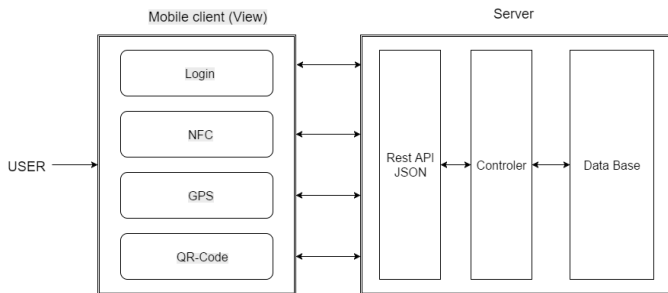 Mobile client (View)
Server
Login
NFC
USER
GPS
QR-Code
Rest API
JSON
Controler
Data Base